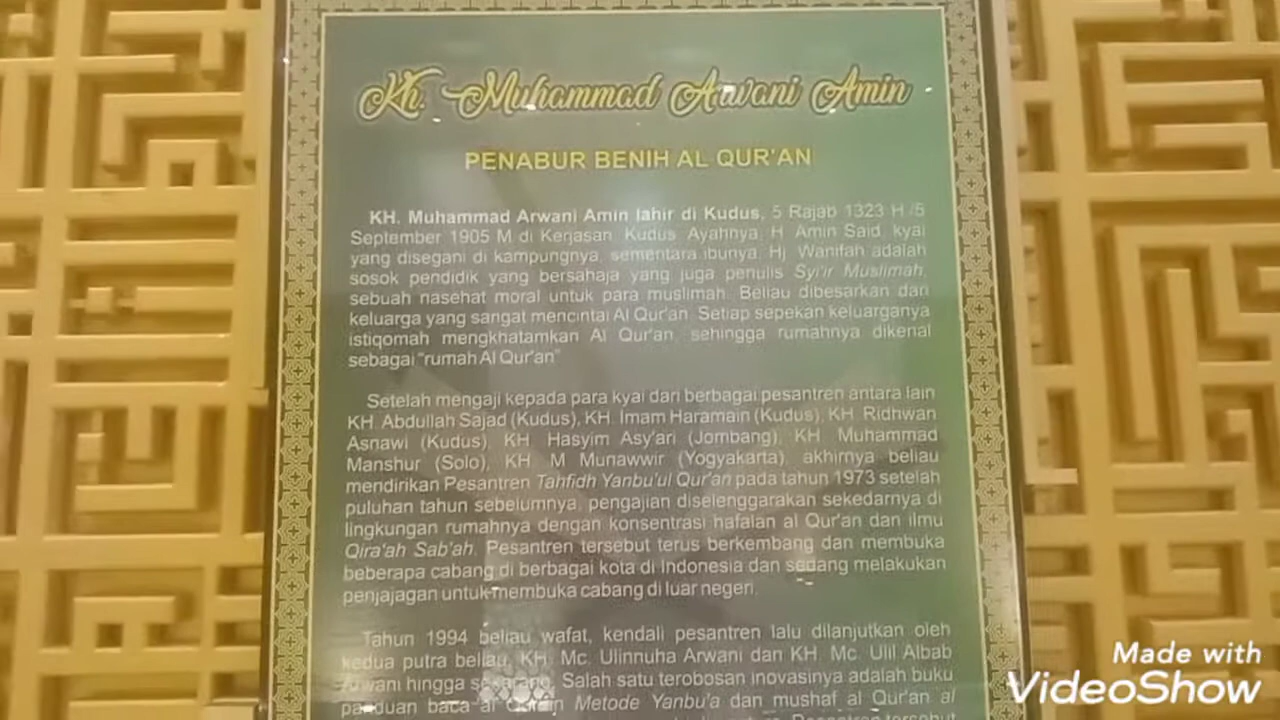 Kh. Muhammad Arwani Amin
PENABUR BENIH AL QUR'AN
KH. Muhammad Arwani Amin lahir di Kudus, 5 Rajab 1323 H /5
September 1905 M di Kerjasan Kudus. Ayahnya, H. Amin Said, kyai
yang disegani di kampungnya, sementara ibunya, Hj. Wanifah adalah
sosok pendidik yang bersahaja yang juga penulis Syi'ir Muslimah,
sebuah nasehat moral untuk para muslimah. Beliau dibesarkan dari
keluarga yang sangat mencintai Al Qur'an. Setiap sepekan keluarganya
istiqomah mengkhatamkan Al Qur'an, sehingga rumahnya dikenal
sebagai "rumah Al Qur'an"
Setelah mengaji kepada para kyai dari berbagai pesantren antara lain
KH. Abdullah Sajad (Kudus), KH. Imam Haramain (Kudus), KH. Ridhwan
Asnawi (Kudus), KH. Hasyim Asy'ari (Jombang), KH. Muhammad
Manshur (Solo), KH. M Munawwir (Yogyakarta), akhirnya beliau
mendirikan Pesantren Tahfidh Yanbu'ul Qur'an pada tahun 1973 setelah
puluhan tahun sebelumnya, pengajian diselenggarakan sekedarnya di
lingkungan rumahnya dengan konsentrasi hafalan al Qur'an dan ilmu
Qira'ah Sab'ah. Pesantren tersebut terus berkembang dan membuka
beberapa cabang di berbagai kota di Indonesia dan sedang melakukan
penjajagan untuk membuka cabang di luar negeri.
Tahun 1994 beliau wafat, kendali pesantren lalu dilanjutkan oleh
kedua putra beliau, KH. Mc. Ulinnuha Arwani dan KH. Mc. Ulil Albab
Arwani hingga sekarang. Salah satu terobosan inovasinya adalah buku
panduan baca al Qur'an Metode Yanbu'a dan mushaf al Qur'an al
Pesantren tersebut
Made with
VideoShow